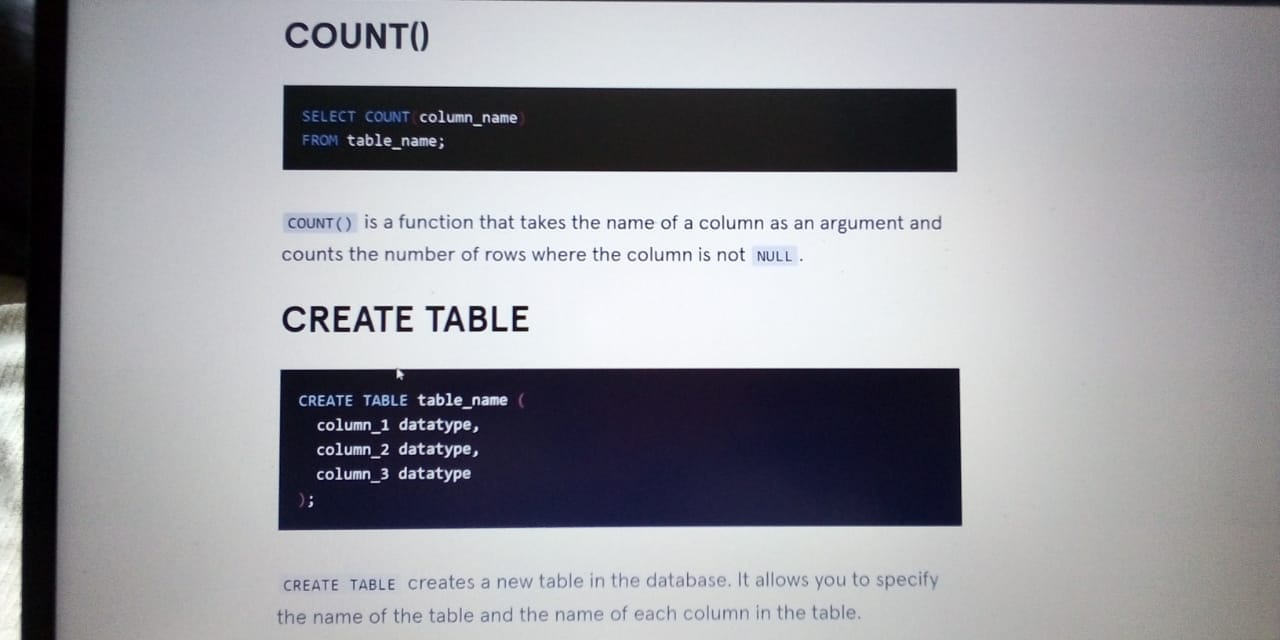 COUNT()
SELECT COUNT(column_name)
FROM table_name;
COUNT() is a function that takes the name of a column as an argument and
counts the number of rows where the column is not NULL.
CREATE TABLE
CREATE TABLE table_name (
column_1 datatype,
column_2 datatype,
column_3 datatype
);
CREATE TABLE creates a new table in the database. It allows you to specify
the name of the table and the name of each column in the table.